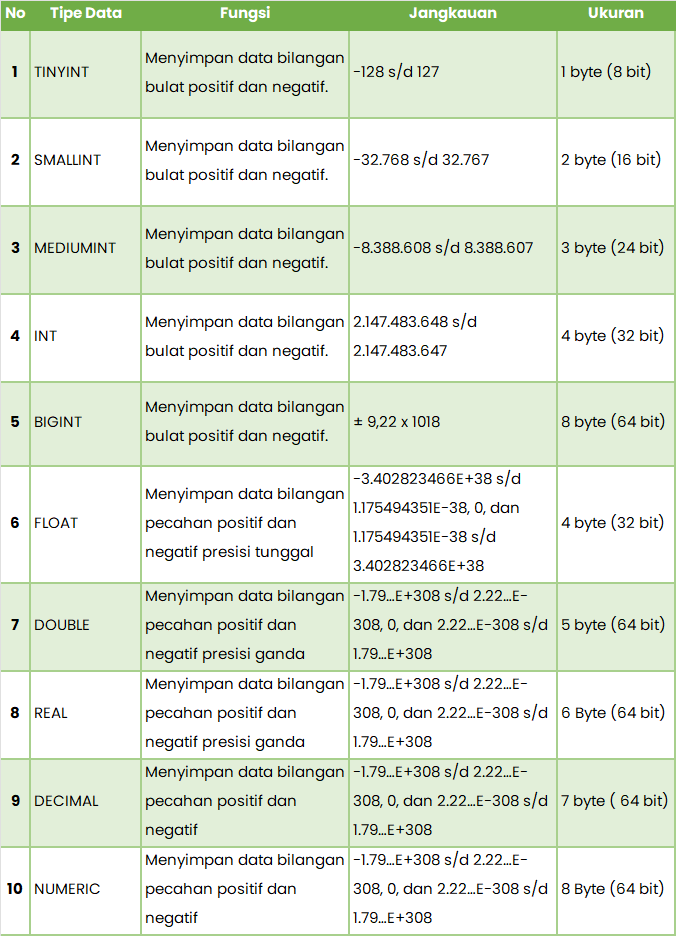 No Tipe Data Fungsi Jangkauan Ukuran
1 TINYINT Menyimpan data bilangan bulat positif dan negatif. -128 s/d 127 1 byte (8 bit)
2 SMALLINT Menyimpan data bilangan bulat positif dan negatif. -32.768 s/d 32.767 2 byte (16 bit)
3 MEDIUMINT Menyimpan data bilangan bulat positif dan negatif. -8.388.608 s/d 8.388.607 3 byte (24 bit)
4 INT Menyimpan data bilangan bulat positif dan negatif. 2.147.483.648 s/d 2.147.483.647 4 byte (32 bit)
5 BIGINT Menyimpan data bilangan bulat positif dan negatif. ± 9,22 x 1018 8 byte (64 bit)
6 FLOAT Menyimpan data bilangan pecahan positif dan negatif presisi tunggal -3.402823466E+38 s/d 1.175494351E-38, 0, dan 1.175494351E-38 s/d 3.402823466E+38 4 byte (32 bit)
7 DOUBLE Menyimpan data bilangan pecahan positif dan negatif presisi ganda -1.79...E+308 s/d 2.22...E-308, 0, dan 2.22...E-308 s/d 1.79...E+308 5 byte (64 bit)
8 REAL Menyimpan data bilangan pecahan positif dan negatif presisi ganda -1.79...E+308 s/d 2.22...E-308, 0, dan 2.22...E-308 s/d 1.79...E+308 6 Byte (64 bit)
9 DECIMAL Menyimpan data bilangan pecahan positif dan negatif -1.79...E+308 s/d 2.22...E-308, 0, dan 2.22...E-308 s/d 1.79...E+308 7 byte ( 64 bit)
10 NUMERIC Menyimpan data bilangan pecahan positif dan negatif -1.79...E+308 s/d 2.22...E-308, 0, dan 2.22...E-308 s/d 1.79...E+308 8 Byte (64 bit)